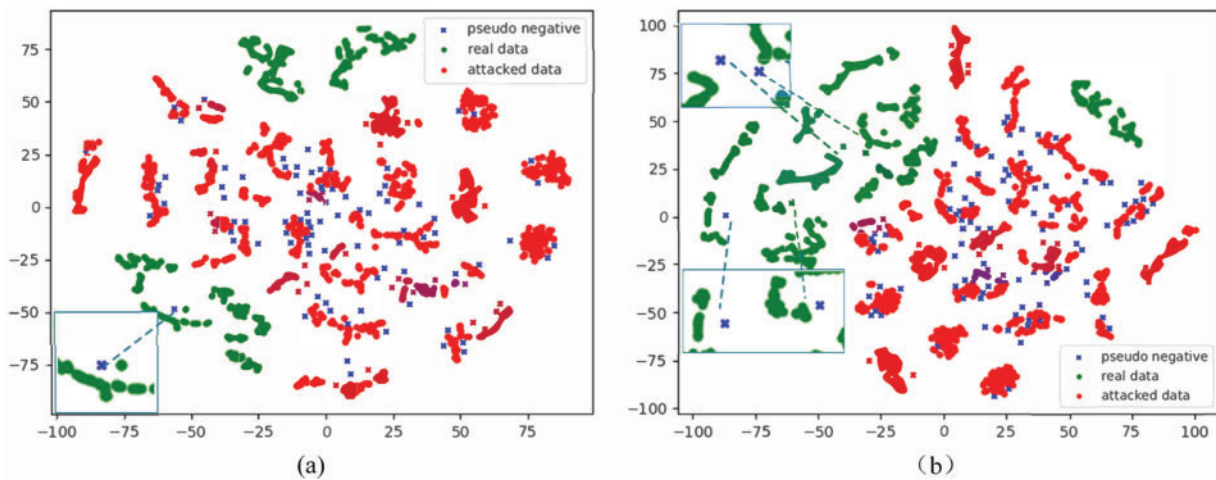 pseudo negative
real data
attacked data
75
50
25
0
−25
−50
−75
−100 −75 −50 −25 0 25 50 75
(a)
100
75
50
25
0
−25
−50
−75
−100
pseudo negative
real data
attacked data
−100 −75 −50 −25 0 25 50 75 100
（b）